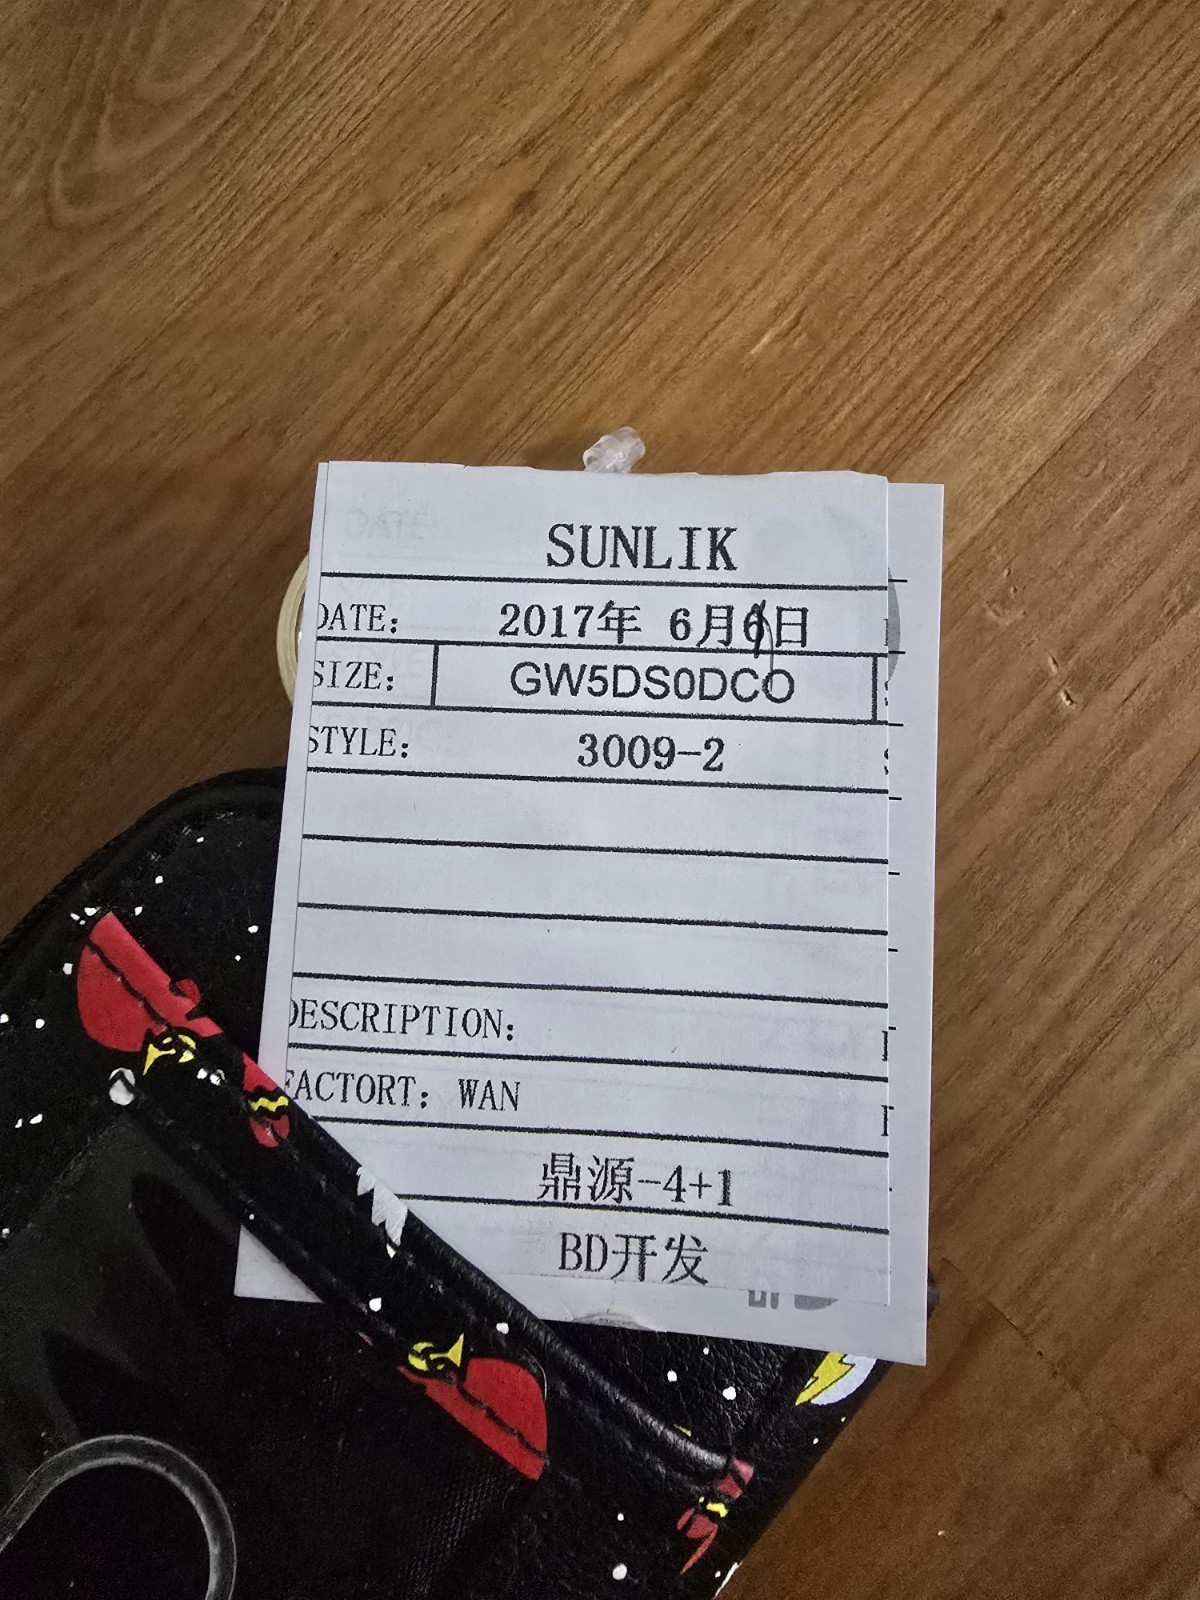 SUNLIK
DATE: 2017年 6月6日
SIZE: GW5DS0DCO
STYLE: 3009-2
DESCRIPTION:
FACTORT: WAN
鼎源-4+1
BD开发